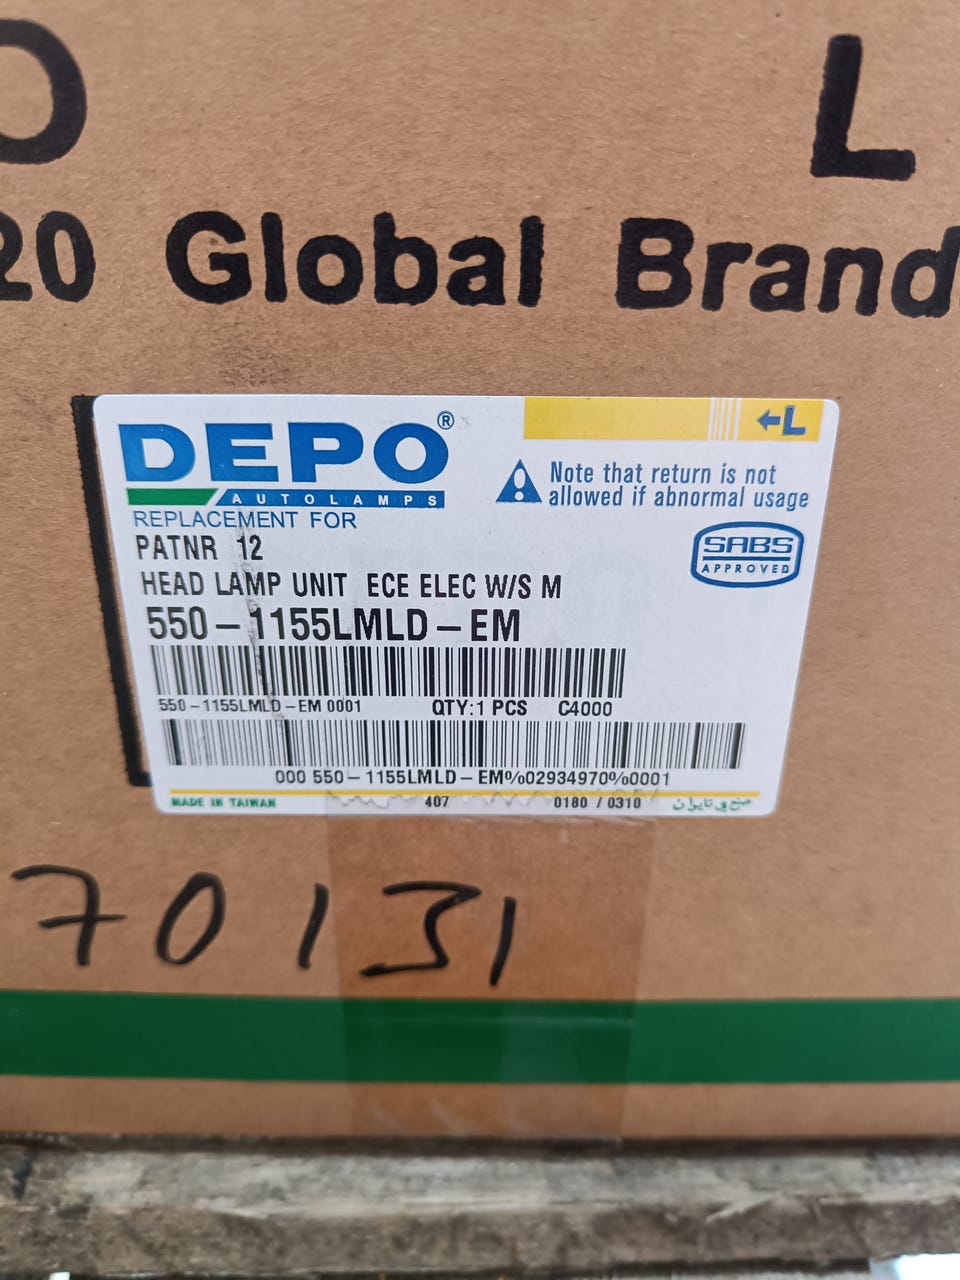 O L
20 Global Brand
DEPO®
AUTOLAMPS
←L
Note that return is not
allowed if abnormal usage
REPLACEMENT FOR
PATNR 12
SABS
APPROVED
HEAD LAMP UNIT ECE ELEC W/S M
550-1155LMLD-EM
550-1155LMLD-EM 0001 QTY:1 PCS C4000
000 550-1155LMLD-EM%02934970%0001
MADE IN TAIWAN 407 0180 / 0310 صنع في تايوان
70131